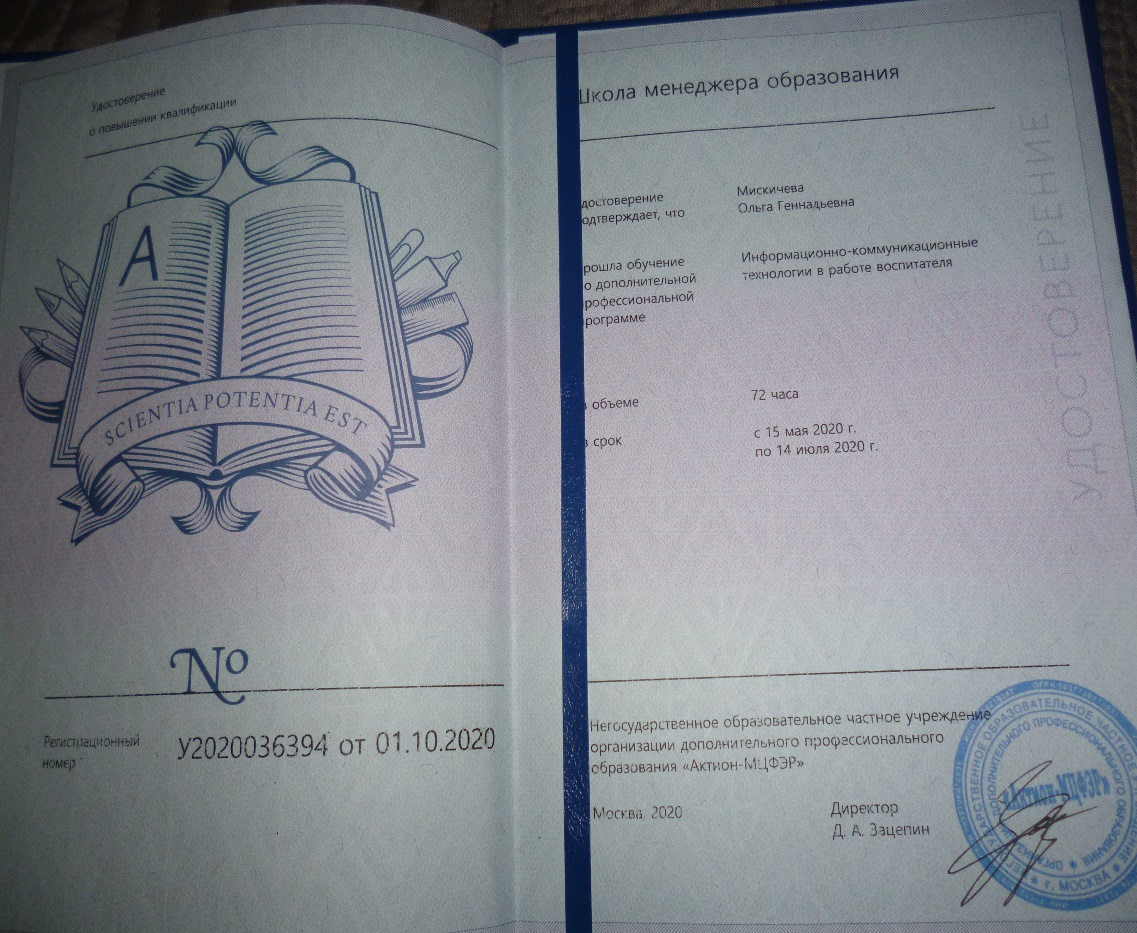 Удостоверение
о повышении квалификации
А
SCIENTIA POTENTIA EST
№
Регистрационный
номер
У2020036394 от 01.10.2020
Школа менеджера образования
достоверение
одтверждает, что
Мискичева
Ольга Геннадьевна
рошла обучение
о дополнительной
рофессиональной
рограмме
Информационно-коммуникационные
технологии в работе воспитателя
в объеме
72 часа
в срок
с 15 мая 2020 г.
по 14 июля 2020 г.
УДОСТОВЕРЕНИЕ
Негосударственное образовательное частное учреждение
организации дополнительного профессионального
образования «Актион-МЦФЭР»
Москва, 2020
Директор
Д. А. Зацепин
«Актион-МЦФЭР»
г. МОСКВА